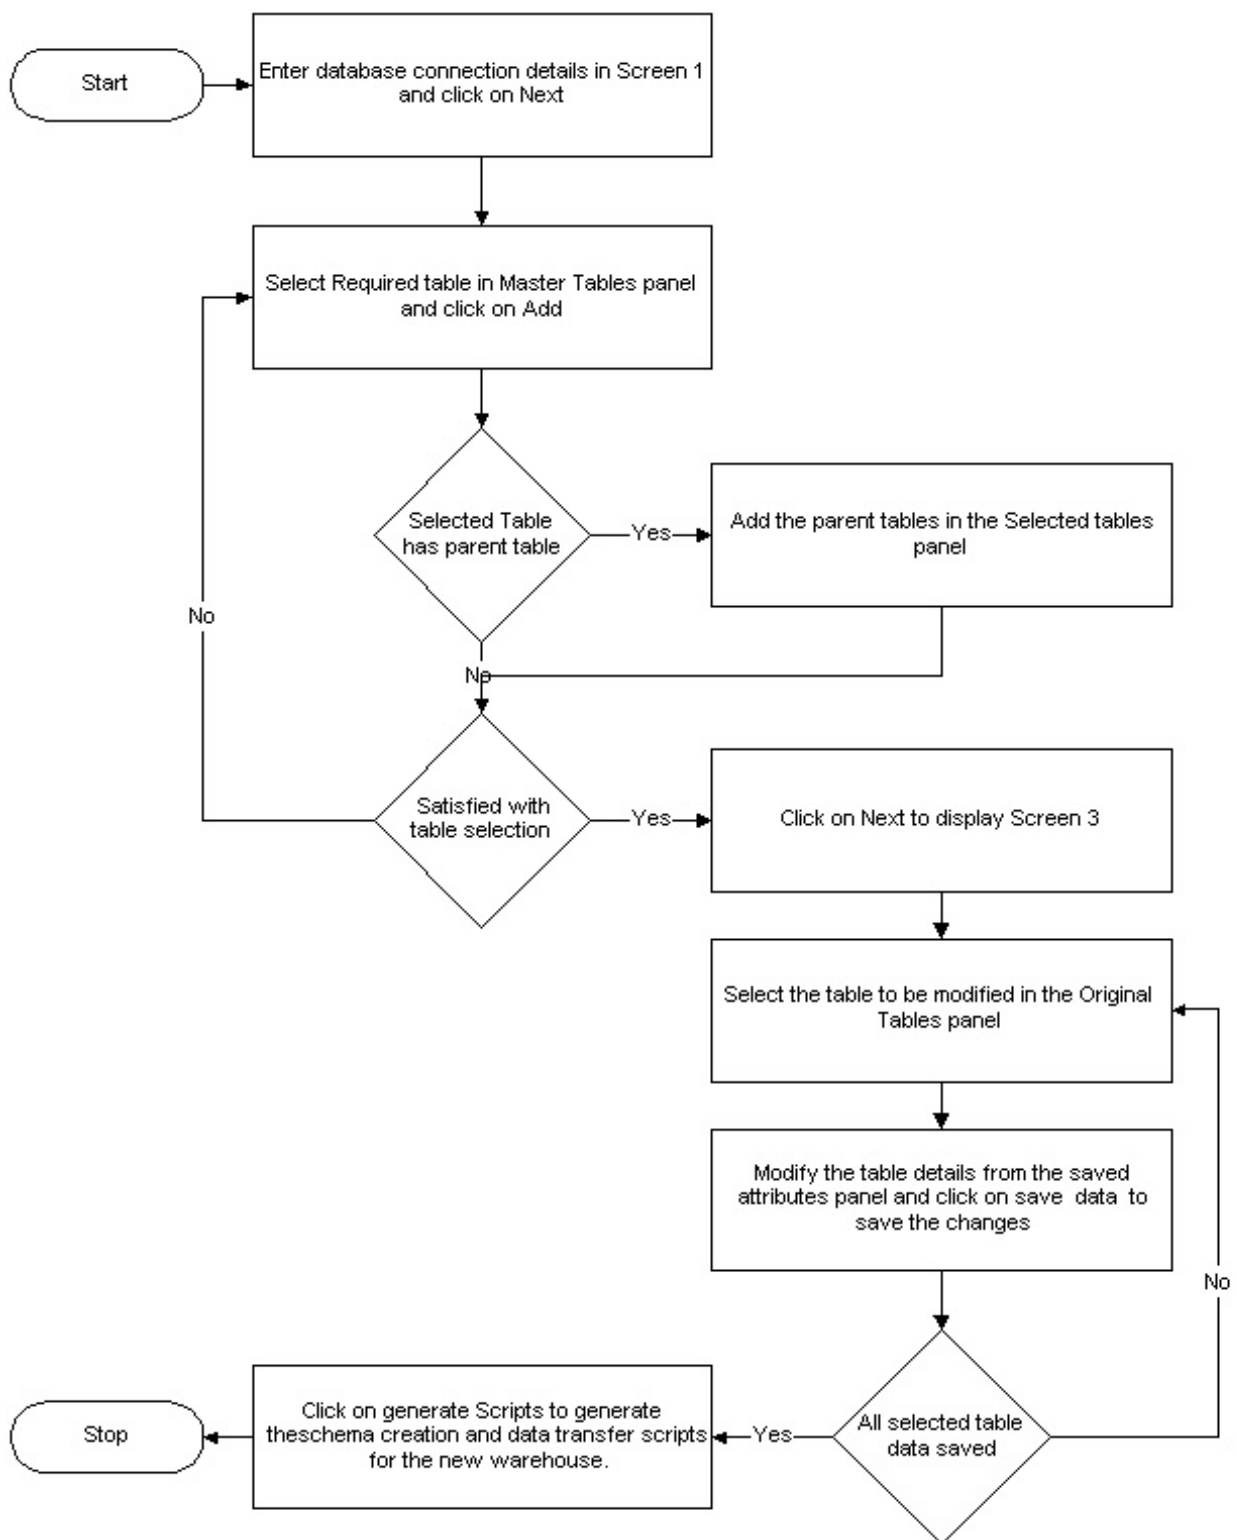 Start
Enter database connection details in Screen 1
and click on Next
Select Required table in Master Tables panel
and click on Add
Selected Table
has parent table
Yes
Add the parent tables in the Selected tables
panel
No
No
Satisfied with
table selection
Yes
Click on Next to display Screen 3
Select the table to be modified in the Original
Tables panel
Modify the table details from the saved
attributes panel and click on save data to
save the changes
No
All selected table
data saved
Yes
Click on generate Scripts to generate
theschema creation and data transfer scripts
for the new warehouse.
Stop